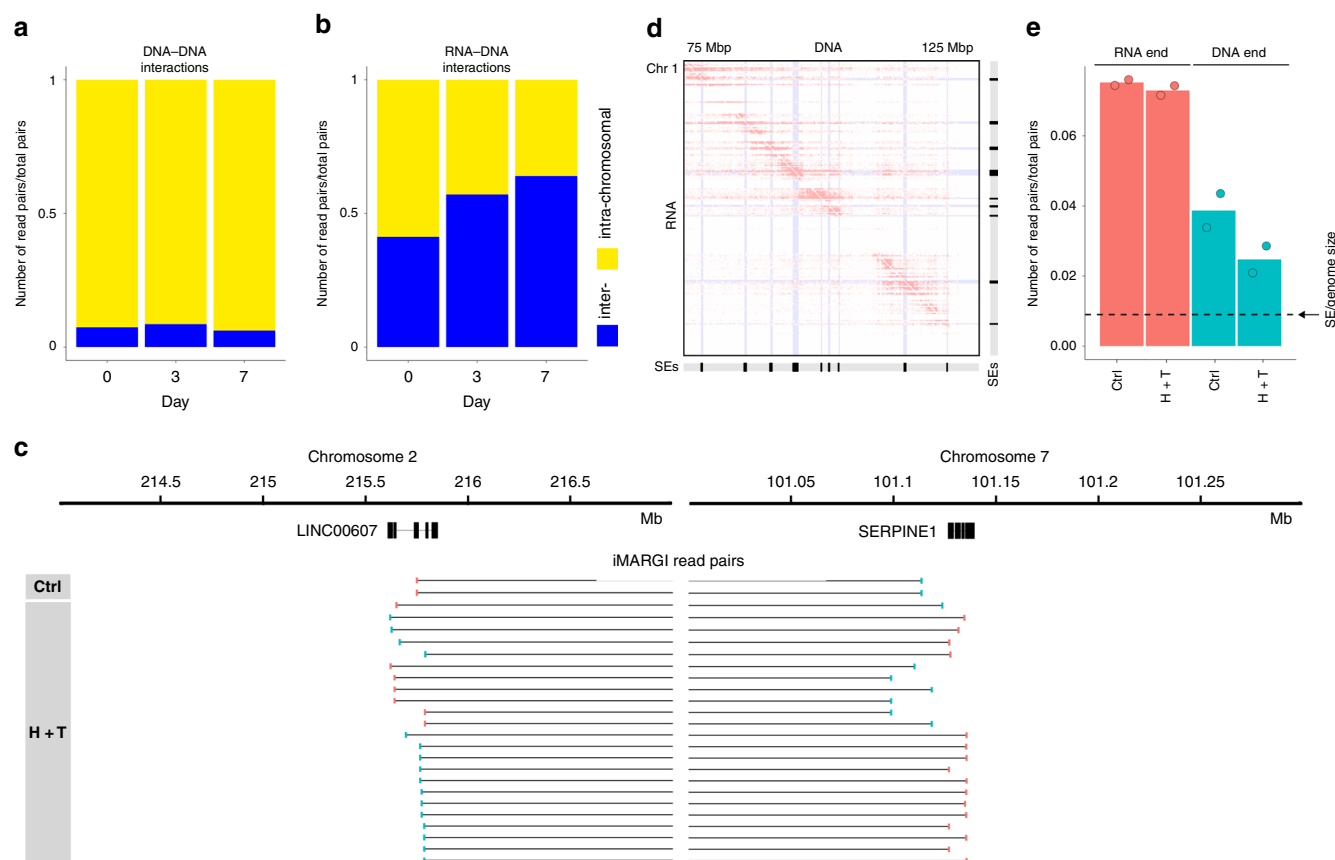 a
DNA–DNA
interactions
Number of read pairs/total pairs
1
0.5
0
0
3
7
Day
b
RNA–DNA
interactions
Number of read pairs/total pairs
1
0.5
0
0
3
7
Day
inter-
intra-chromosomal
d
75 Mbp
DNA
125 Mbp
Chr 1
RNA
SEs
SEs
e
RNA end
DNA end
Number of read pairs/total pairs
0.06
0.04
0.02
0.00
Ctrl
H + T
Ctrl
H + T
SE/genome size
c
Chromosome 2
Chromosome 7
214.5
215
215.5
216
216.5
101.05
101.1
101.15
101.2
101.25
Mb
Mb
LINC00607
SERPINE1
iMARGI read pairs
Ctrl
H + T